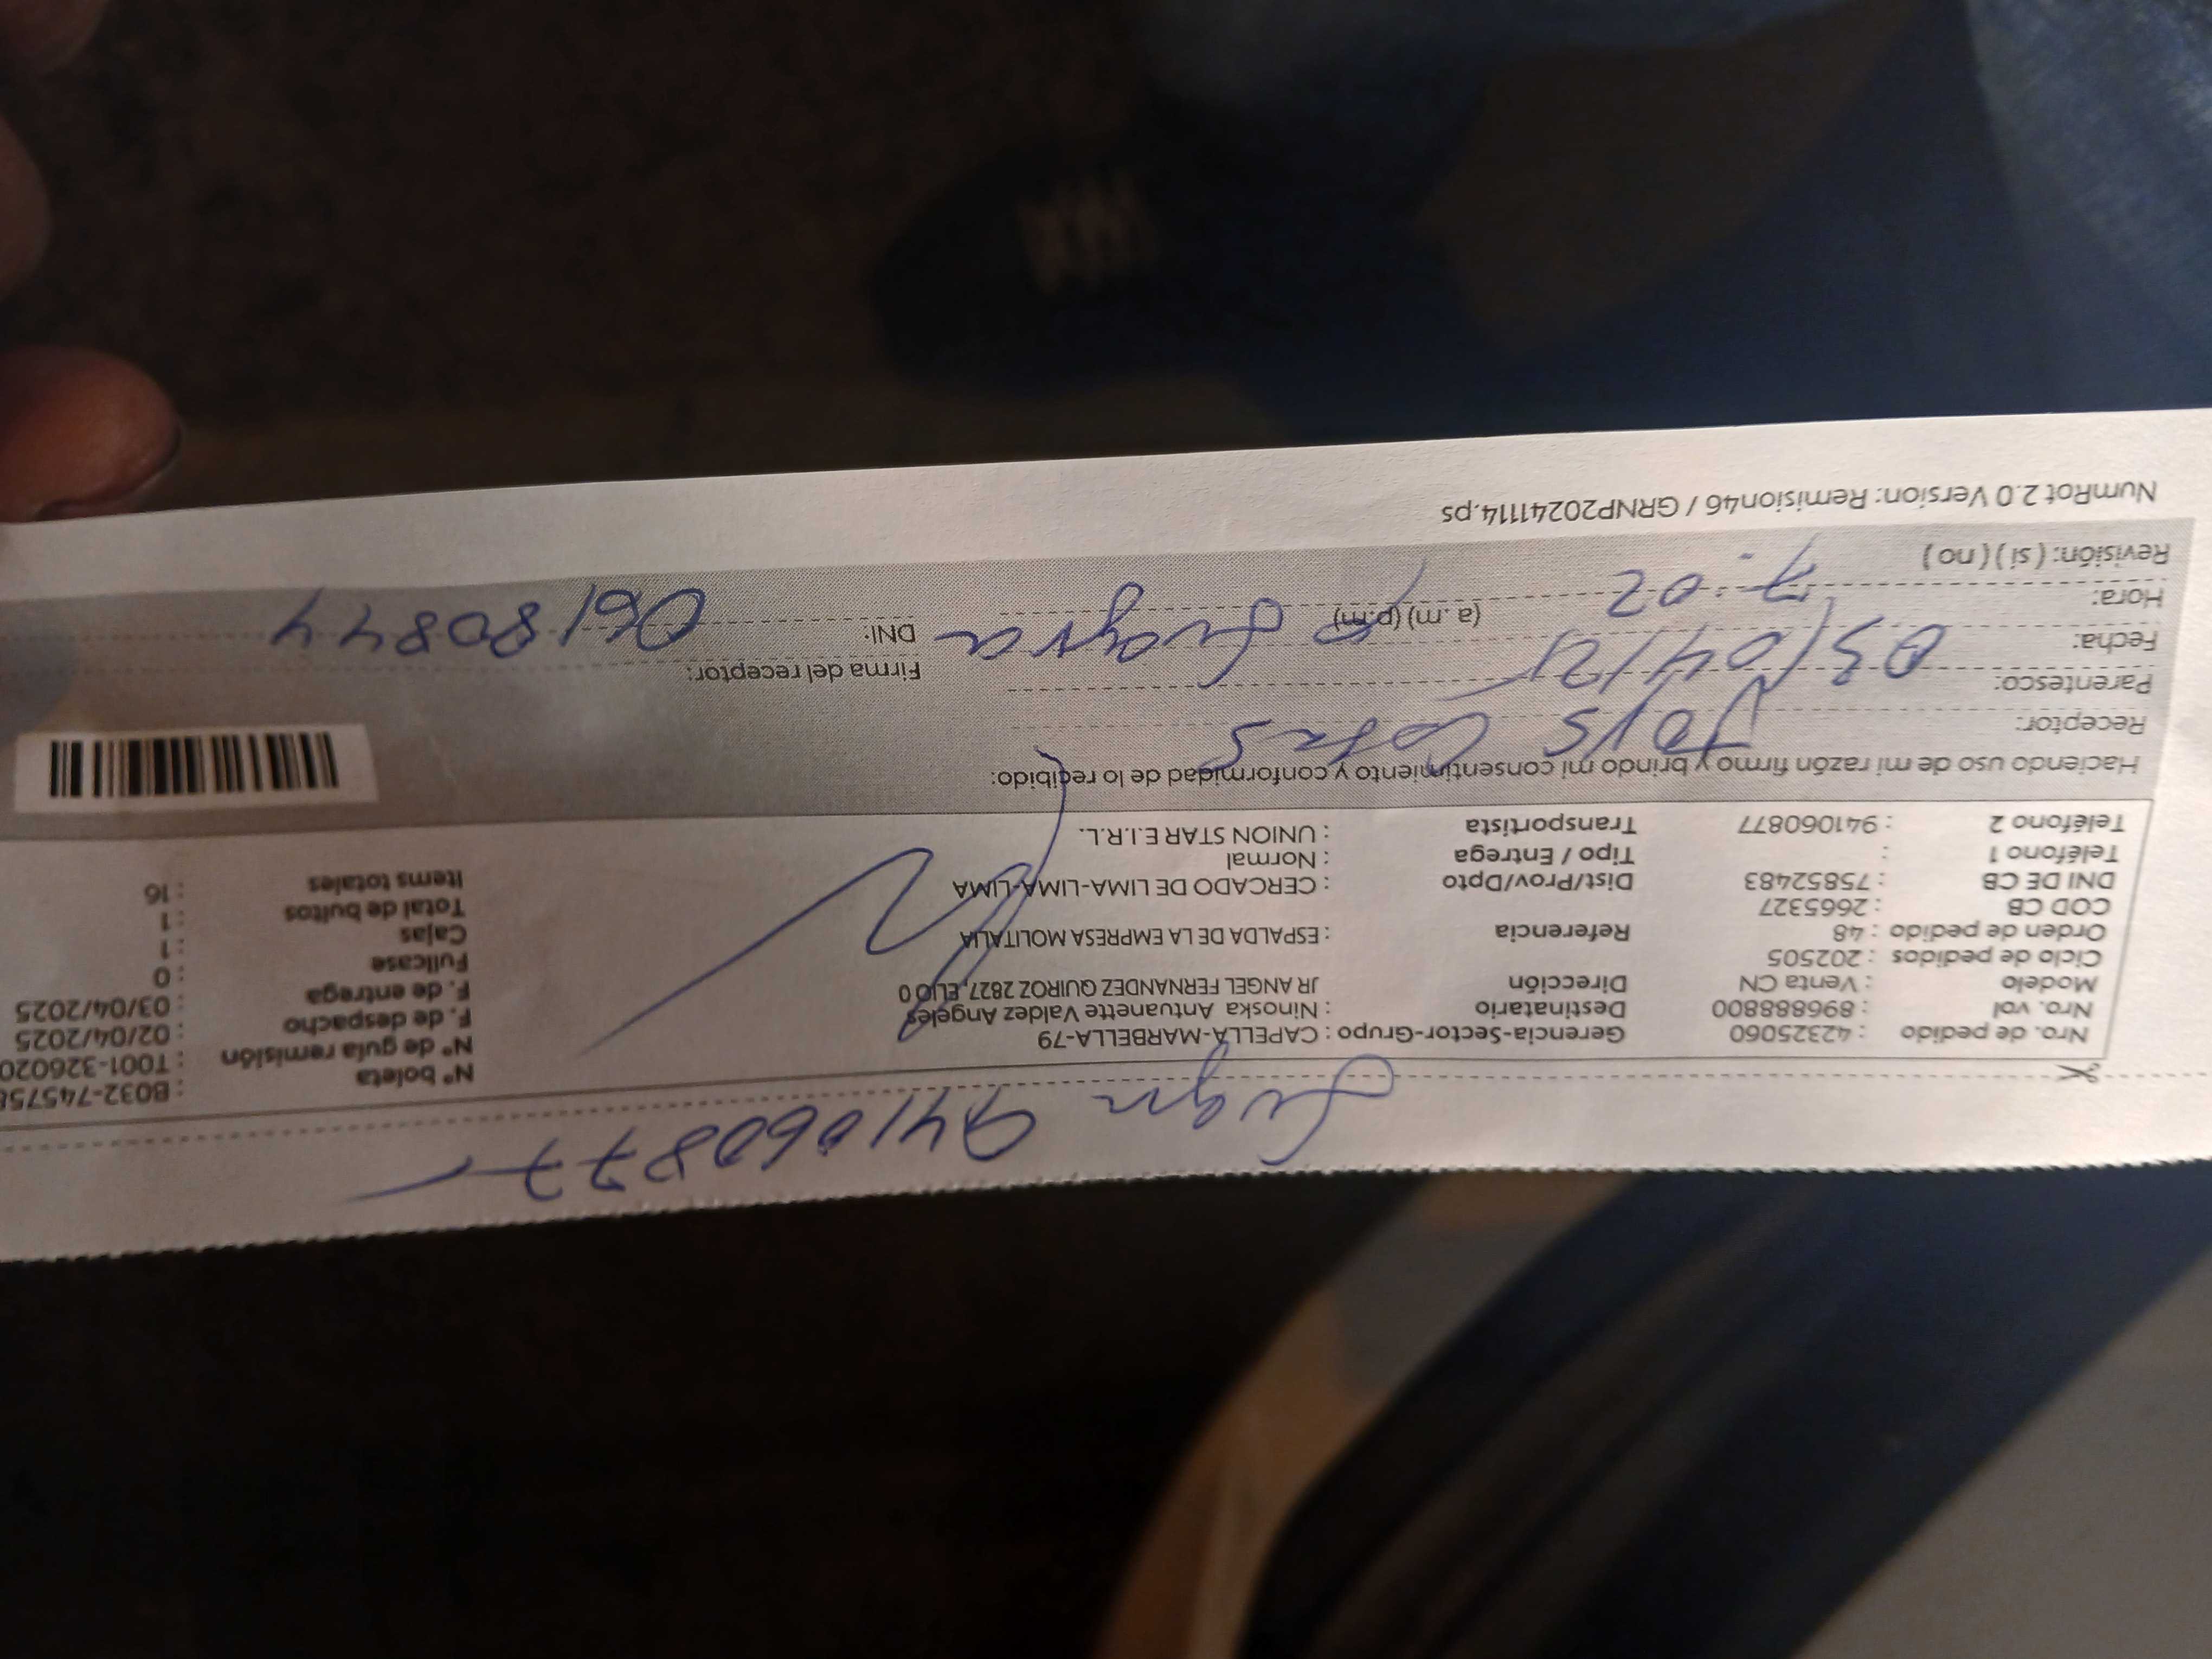 941060877
Nro. de pedido : 42325060 Gerencia-Sector-Grupo : CAPELLA-MARBELLA-79 N° boleta : B032-74575
Nro. vol : 896888800 Destinatario : Ninoska Antuanette Valdez Angeles N° de guía remisión : T001-326020
Modelo : Venta CN Dirección JR ANGEL FERNANDEZ QUIROZ 2827, ELIO 0 F. de despacho : 02/04/2025
Ciclo de pedidos : 202505 F. de entrega : 03/04/2025
Orden de pedido : 48 Referencia : ESPALDA DE LA EMPRESA MOLITALIA Fullcase : 0
COD CB : 2665327 Cajas : 1
DNI DE CB : 75852483 Dist/Prov/Dpto : CERCADO DE LIMA-LIMA-LIMA Total de bultos : 1
Teléfono 1 : Tipo / Entrega : Normal Items totales : 16
Teléfono 2 : 941060877 Transportista : UNION STAR E.I.R.L.
Haciendo uso de mi razón firmo y brindo mi consentimiento y conformidad de lo recibido:
Receptor:
Parentesco: Firma del receptor:
Fecha: 03/04/21 DNI: 06180844
Hora: 7:02 (a.m) (p.m)
Revisión: ( si ) ( no )
NumRot 2.0 Version: Remision46 / GRNP20241114.ps